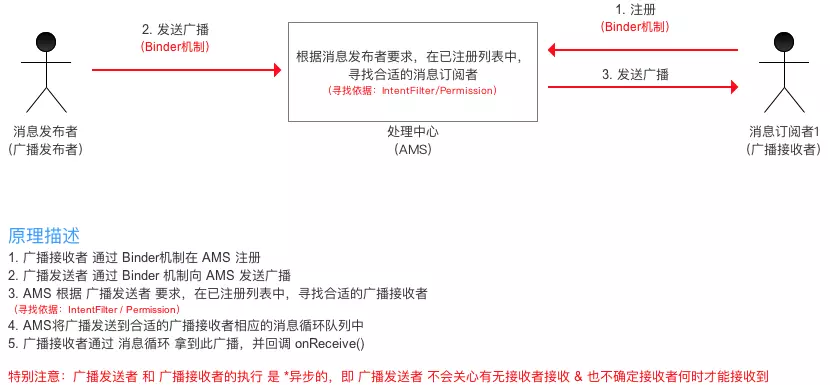 1. 注册
(Binder机制)
2. 发送广播
(Binder机制)
根据消息发布者要求，在已注册列表中，
寻找合适的消息订阅者
（寻找依据：IntentFilter/Permission）
3. 发送广播
消息发布者
（广播发布者）
处理中心
（AMS）
消息订阅者1
（广播接收者）
原理描述
1. 广播接收者 通过 Binder机制在 AMS 注册
2. 广播发送者 通过 Binder 机制向 AMS 发送广播
3. AMS 根据 广播发送者 要求，在已注册列表中，寻找合适的广播接收者
（寻找依据：IntentFilter / Permission）
4. AMS将广播发送到合适的广播接收者相应的消息循环队列中
5. 广播接收者通过 消息循环 拿到此广播，并回调 onReceive()
特别注意：广播发送者 和 广播接收者的执行 是 *异步的，即 广播发送者 不会关心有无接收者接收 & 也不确定接收者何时才能接收到